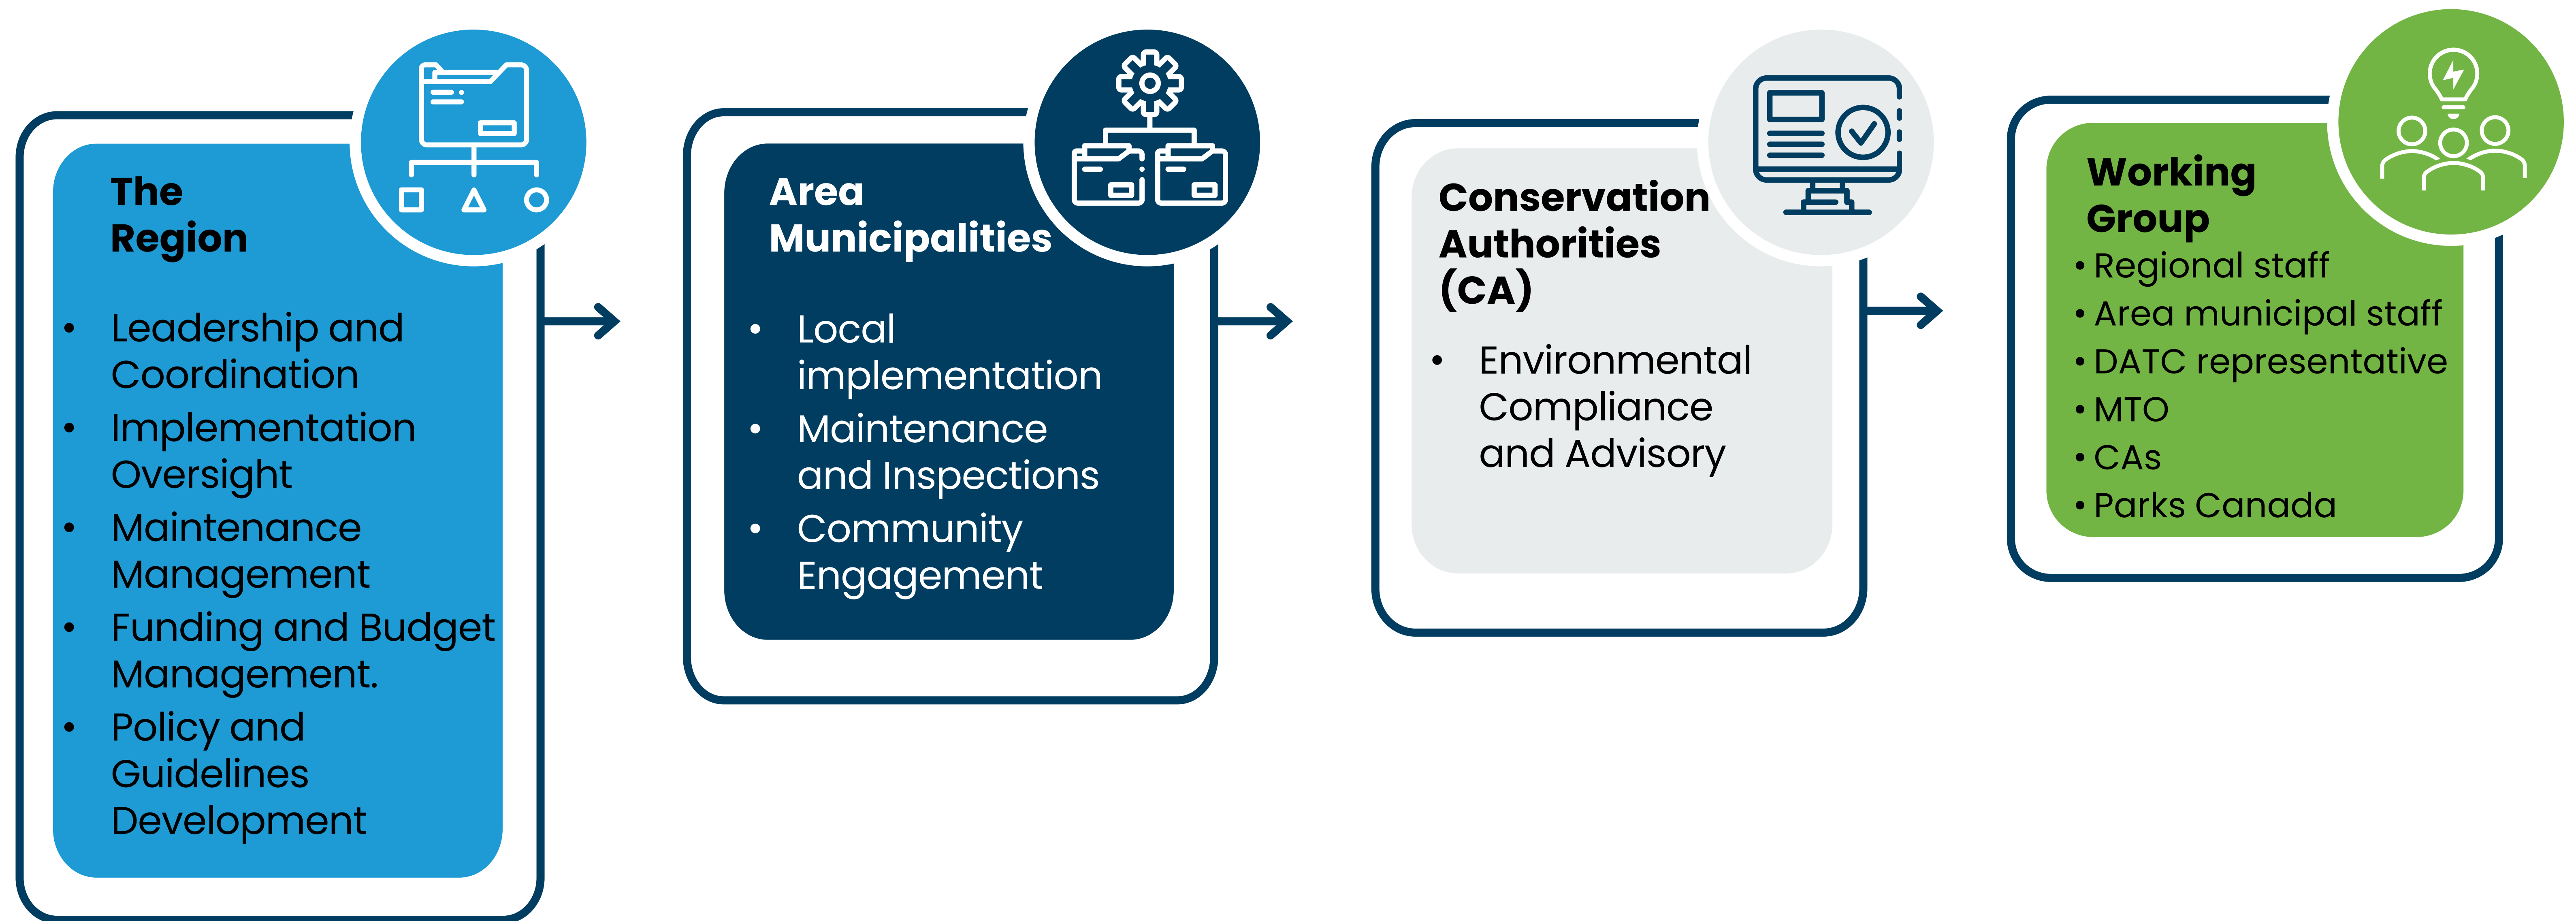 The
Region
• Leadership and
Coordination
• Implementation
Oversight
• Maintenance
Management
• Funding and Budget
Management.
• Policy and
Guidelines
Development
Area
Municipalities
• Local
implementation
• Maintenance
and Inspections
• Community
Engagement
Conservation
Authorities
(CA)
• Environmental
Compliance
and Advisory
Working
Group
• Regional staff
• Area municipal staff
• DATC representative
• MTO
• CAs
• Parks Canada